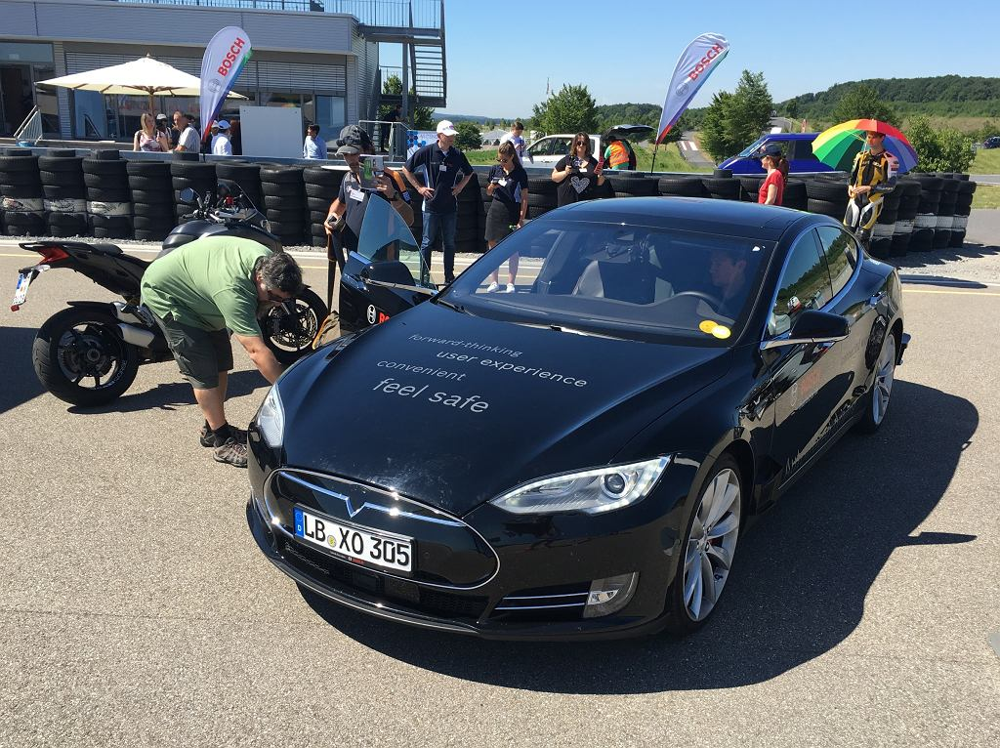 BOSCH
BOSCH
forward-thinking
user experience
convenient
feel safe
LB XO 305
D